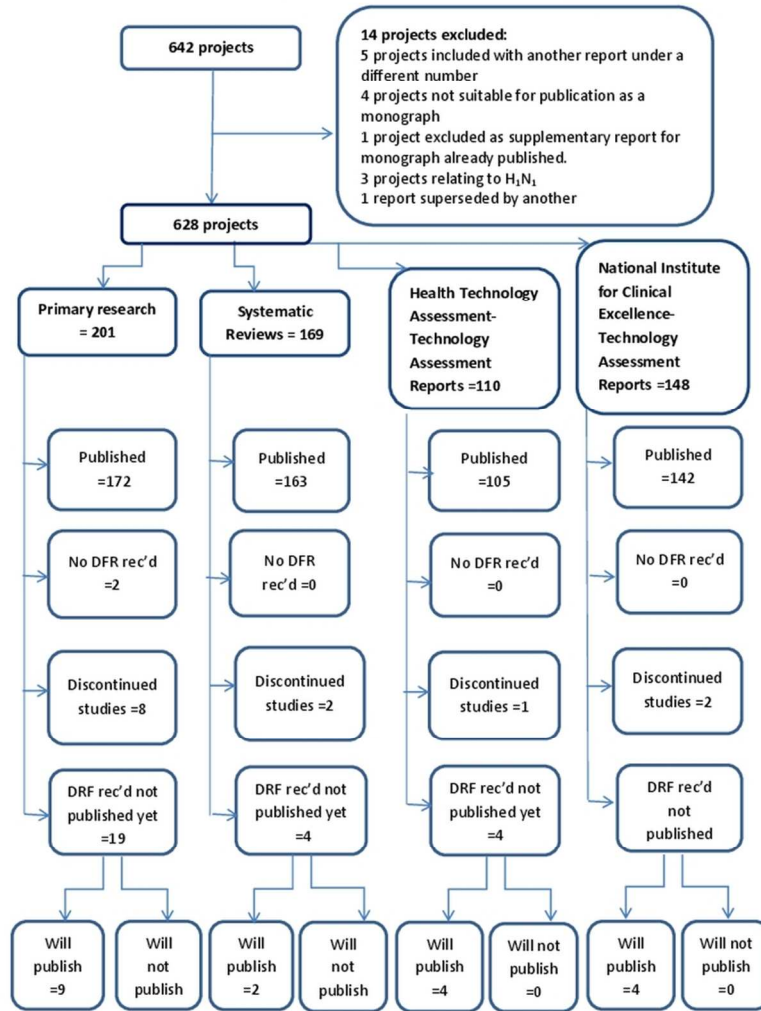 642 projects
14 projects excluded:
5 projects included with another report under a
different number
4 projects not suitable for publication as a
monograph
1 project excluded as supplementary report for
monograph already published.
3 projects relating to H₁N₁
1 report superseded by another
628 projects
Primary research
= 201
Systematic
Reviews = 169
Health Technology
Assessment-
Technology
Assessment
Reports =110
National Institute
for Clinical
Excellence-
Technology
Assessment
Reports =148
Published
=172
Published
=163
Published
=105
Published
=142
No DFR rec'd
=2
No DFR
rec'd =0
No DFR rec'd
=0
No DFR rec'd
=0
Discontinued
studies =8
Discontinued
studies =2
Discontinued
studies =1
Discontinued
studies =2
DRF rec'd not
published yet
=19
DRF rec'd not
published yet
=4
DRF rec'd not
published yet
=4
DRF rec'd
not
published
Will
publish
=9
Will
not
publish
Will
publish
=2
Will
not
publish
Will
publish
=4
Will not
publish
=0
Will
publish
=4
Will not
publish
=0